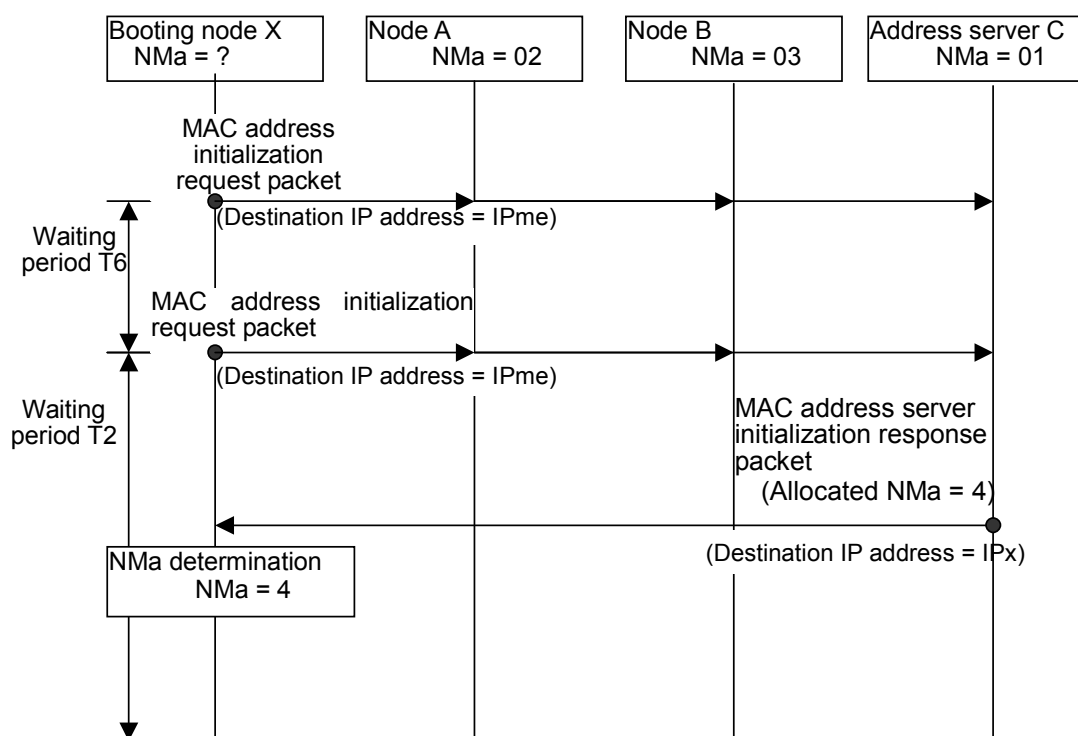 Booting node X
NMa = ?
Node A
NMa = 02
Node B
NMa = 03
Address server C
NMa = 01
MAC address
initialization
request packet
(Destination IP address = IPme)
Waiting
period T6
MAC address initialization
request packet
(Destination IP address = IPme)
Waiting
period T2
MAC address server
initialization response
packet
(Allocated NMa = 4)
(Destination IP address = IPx)
NMa determination
NMa = 4